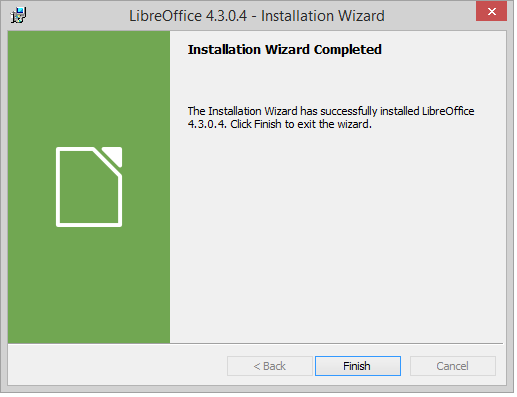 LibreOffice 4.3.0.4 - Installation Wizard
Installation Wizard Completed
The Installation Wizard has successfully installed LibreOffice
4.3.0.4. Click Finish to exit the wizard.
< Back
Finish
Cancel